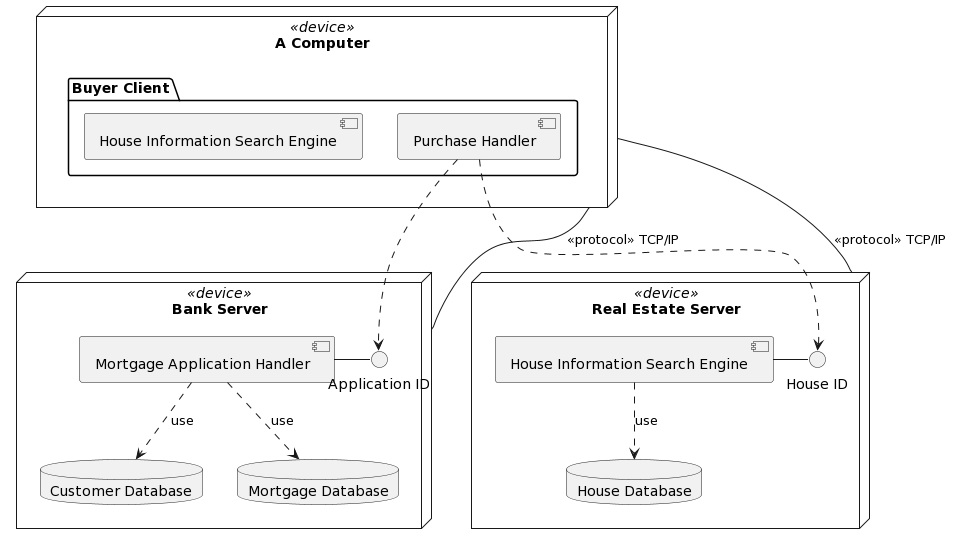 «device»
A Computer
Buyer Client
House Information Search Engine
Purchase Handler
«protocol» TCP/IP
«protocol» TCP/IP
«device»
Bank Server
Mortgage Application Handler
Application ID
use
use
Customer Database
Mortgage Database
«device»
Real Estate Server
House Information Search Engine
House ID
use
House Database